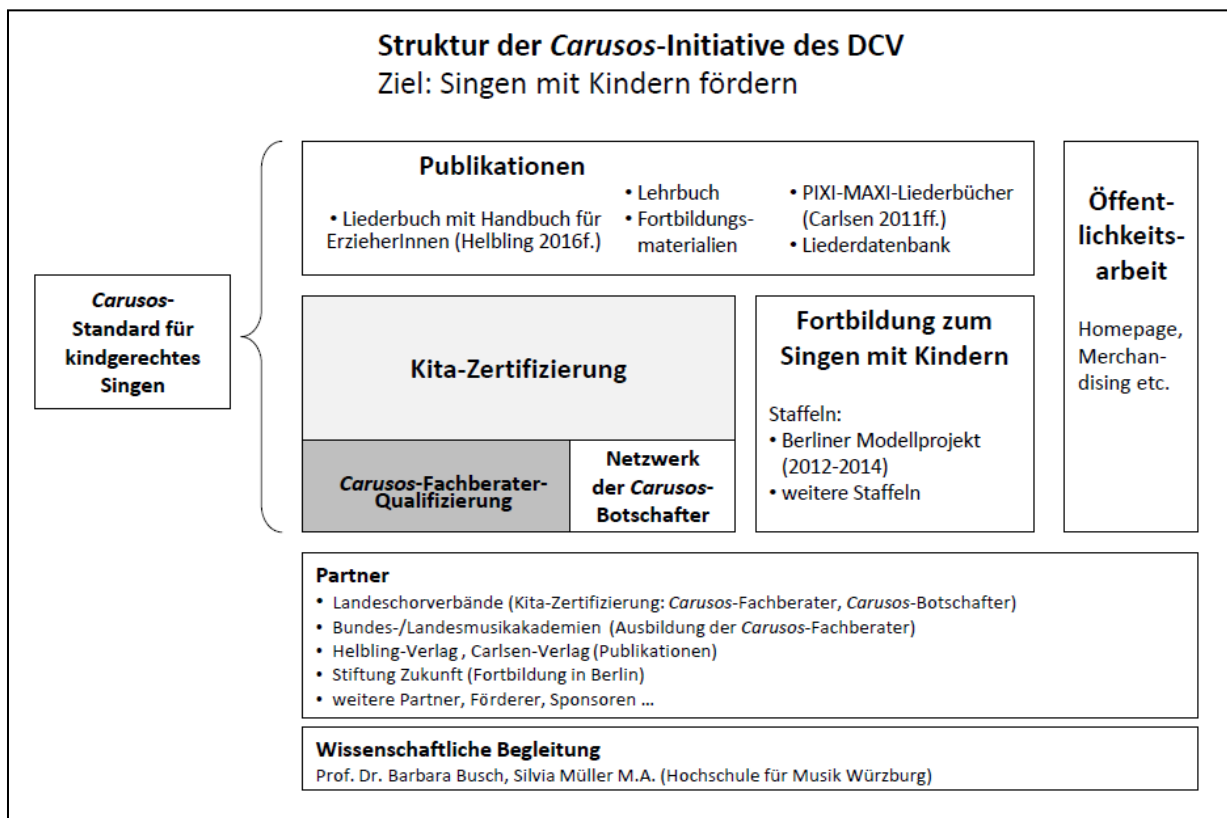 Struktur der Carusos-Initiative des DCV
Ziel: Singen mit Kindern fördern
Carusos-
Standard für
kindgerechtes
Singen
Publikationen
• Liederbuch mit Handbuch für
ErzieherInnen (Helbling 2016f.)
• Lehrbuch
• Fortbildungs-
materialien
• PIXI-MAXI-Liederbücher
(Carlsen 2011ff.)
• Liederdatenbank
Kita-Zertifizierung
Carusos-Fachberater-
Qualifizierung
Netzwerk
der Carusos-
Botschafter
Fortbildung zum
Singen mit Kindern
Staffeln:
• Berliner Modellprojekt
(2012-2014)
• weitere Staffeln
Öffent-
lichkeits-
arbeit
Homepage,
Merchan-
dising etc.
Partner
• Landeschorverbände (Kita-Zertifizierung: Carusos-Fachberater, Carusos-Botschafter)
• Bundes-/Landesmusikakademien (Ausbildung der Carusos-Fachberater)
• Helbling-Verlag , Carlsen-Verlag (Publikationen)
• Stiftung Zukunft (Fortbildung in Berlin)
• weitere Partner, Förderer, Sponsoren ...
Wissenschaftliche Begleitung
Prof. Dr. Barbara Busch, Silvia Müller M.A. (Hochschule für Musik Würzburg)